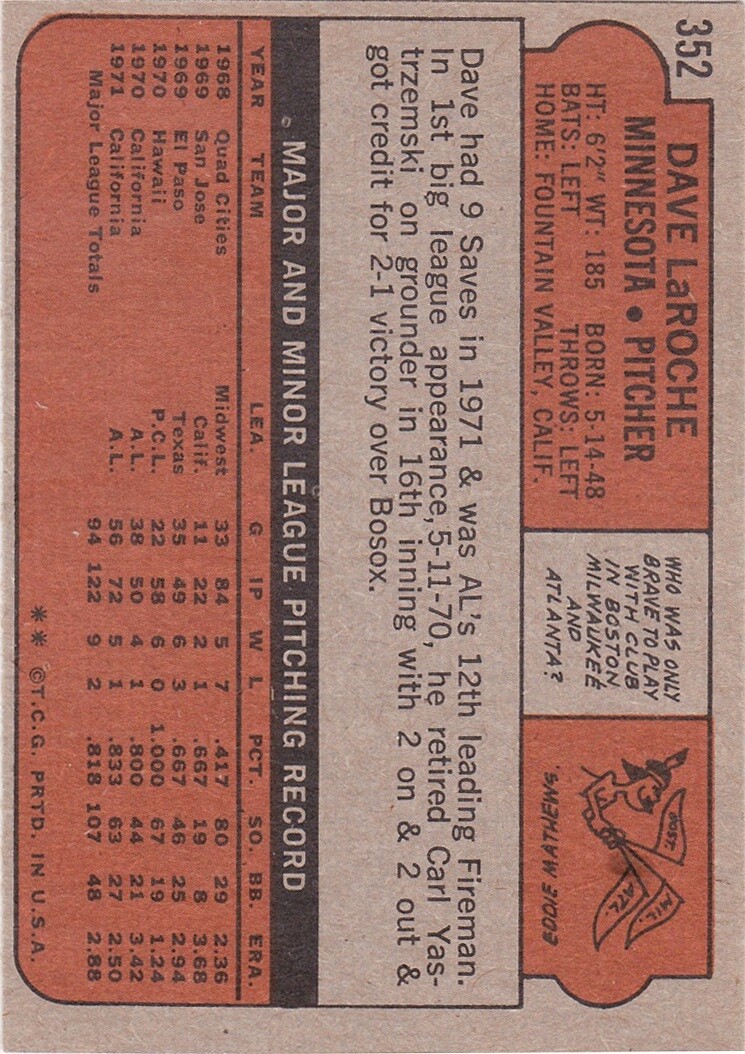 352
DAVE LaROCHE
MINNESOTA • PITCHER
HT: 6'2" WT: 185 BORN: 5-14-48
BATS: LEFT THROWS: LEFT
HOME: FOUNTAIN VALLEY, CALIF.
WHO WAS ONLY
BRAVE TO PLAY
WITH CLUB
IN BOSTON
MILWAUKEE
AND
ATLANTA?
BOST.
MIL.
ATL.
EDDIE MATHEWS.
Dave had 9 Saves in 1971 & was AL's 12th leading Fireman.
In 1st big league appearance, 5-11-70, he retired Carl Yas-
trzemski on grounder in 16th inning with 2 on & 2 out &
got credit for 2-1 victory over Bosox.
MAJOR AND MINOR LEAGUE PITCHING RECORD
YEAR TEAM LEA. G IP W L PCT. SO. BB. ERA.
1968 Quad Cities Midwest 33 84 5 7 .417 80 29 2.36
1969 San Jose Calif. 11 22 2 1 .667 19 8 3.68
1969 El Paso Texas 35 49 6 3 .667 46 25 2.94
1970 Hawaii P.C.L. 22 58 6 0 1.000 67 19 1.24
1970 California A.L. 38 50 4 1 .800 44 21 3.42
1971 California A.L. 56 72 5 1 .833 63 27 2.50
Major League Totals 94 122 9 2 .818 107 48 2.88
** ©T.C.G. PRTD. IN U.S.A.